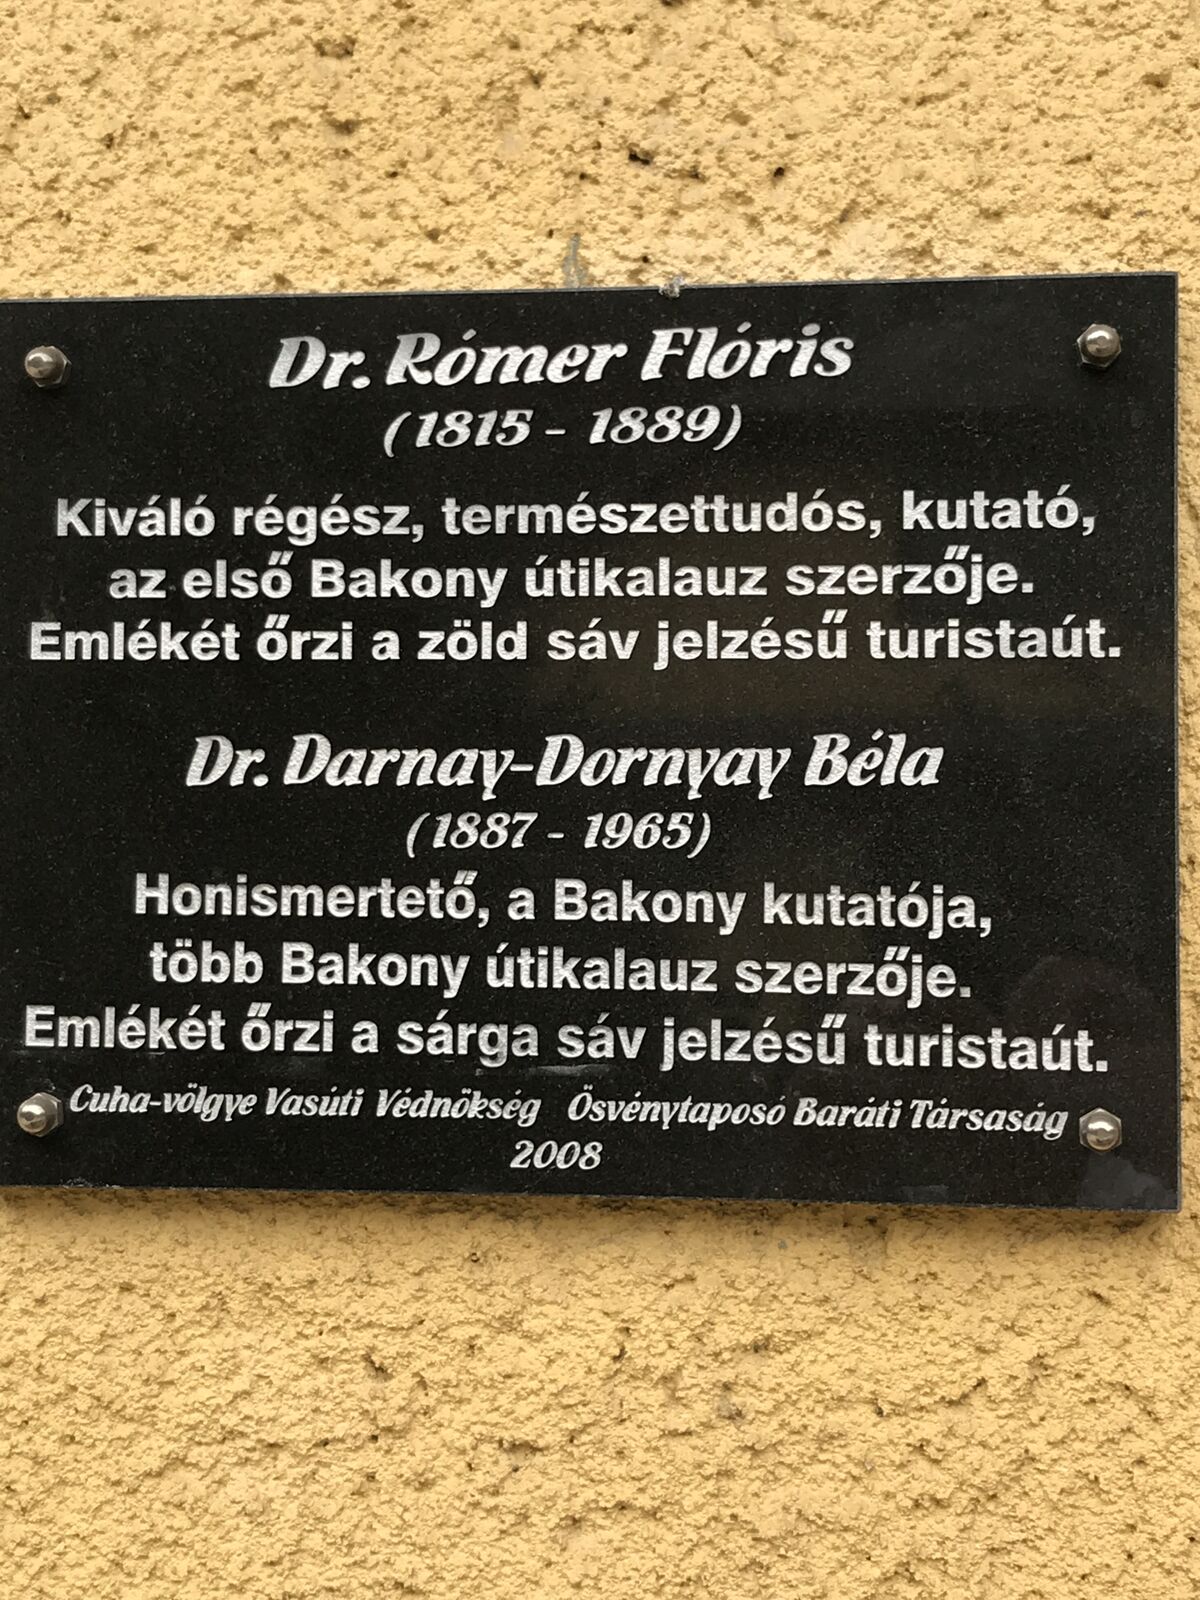 Dr. Rómer Flóris
(1815 - 1889)
Kiváló régész, természettudós, kutató,
az első Bakony útikalauz szerzője.
Emlékét őrzi a zöld sáv jelzésű turistaút.
Dr. Darnay-Dornyay Béla
(1887 - 1965)
Honismertető, a Bakony kutatója,
több Bakony útikalauz szerzője.
Emlékét őrzi a sárga sáv jelzésű turistaút.
Cuha-völgye Vasúti Védnökség Ösvénytaposó Baráti Társaság
2008